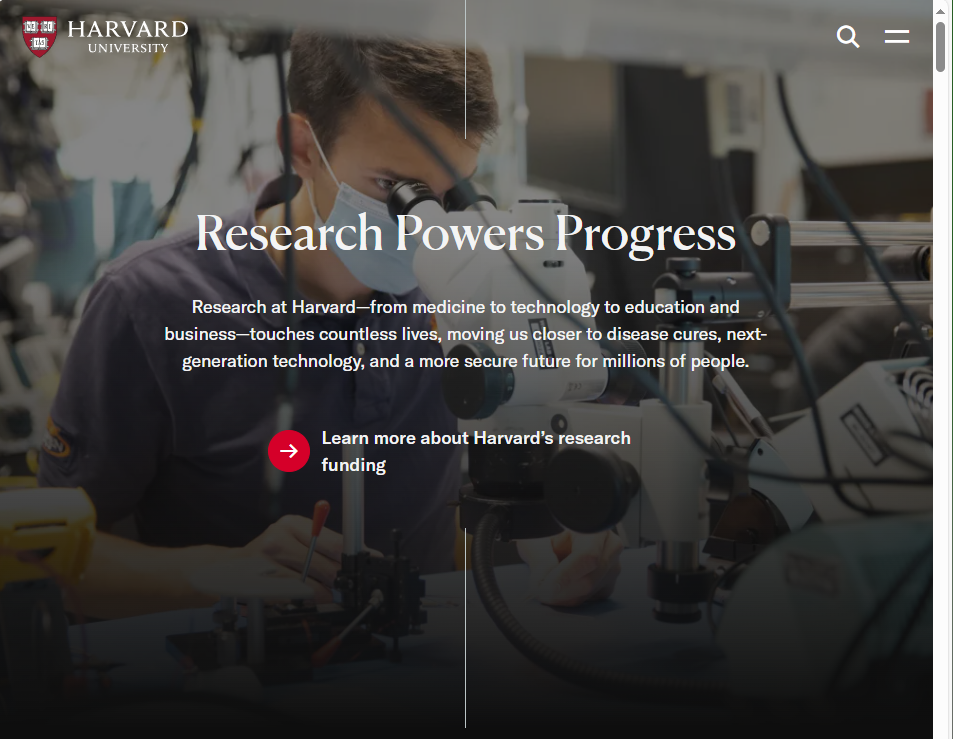 HARVARD
UNIVERSITY
Research Powers Progress
Research at Harvard—from medicine to technology to education and
business—touches countless lives, moving us closer to disease cures, next-
generation technology, and a more secure future for millions of people.
Learn more about Harvard’s research
funding